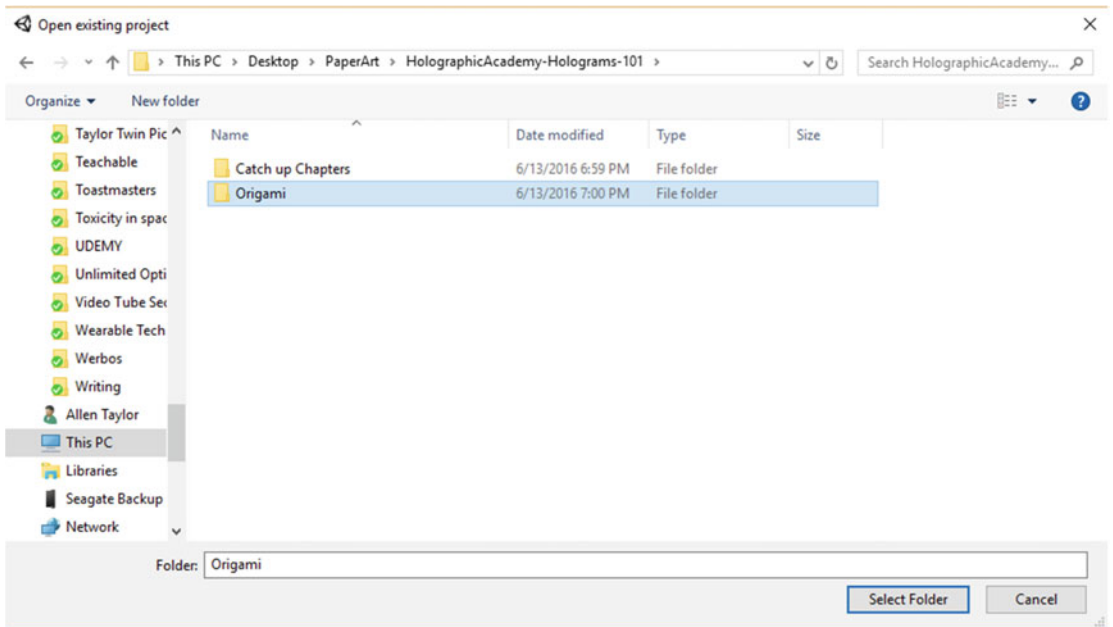 Open existing project
This PC > Desktop > PaperArt > HolographicAcademy-Holograms-101 >
Search HolographicAcademy...
Organize
New folder
Name
Date modified
Type
Size
Taylor Twin Pic
Teachable
Toastmasters
Toxicity in spac
UDEMY
Unlimited Opti
Video Tube Sec
Wearable Tech
Werbos
Writing
Allen Taylor
This PC
Libraries
Seagate Backup
Network
Catch up Chapters 6/13/2016 6:59 PM File folder
Origami 6/13/2016 7:00 PM File folder
Folder: Origami
Select Folder
Cancel